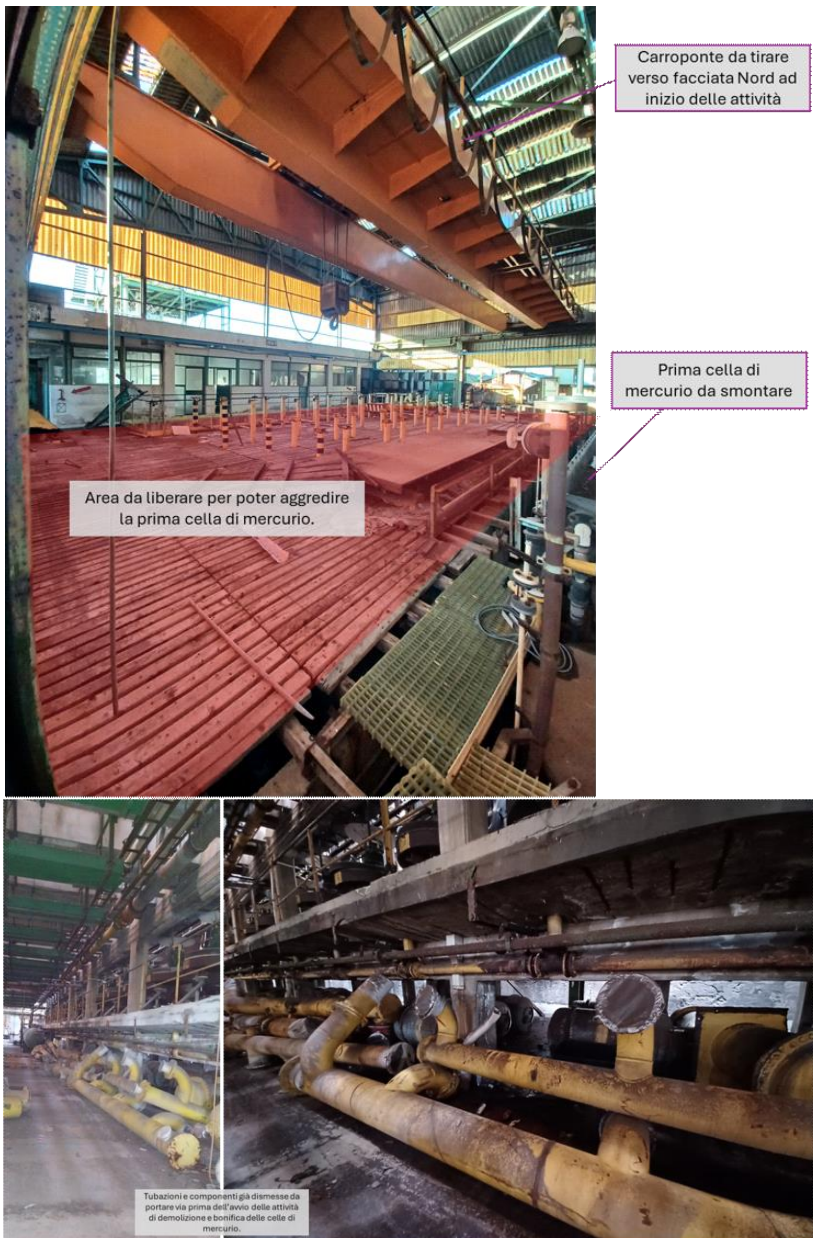 Carroponte da tirare
verso facciata Nord ad
inizio delle attività
Prima cella di
mercurio da smontare
1
Area da liberare per poter aggredire
la prima cella di mercurio.
Tubazioni e componenti già dismesse da
portare via prima dell'avvio delle attività
di demolizione e bonifica delle celle di
mercurio.